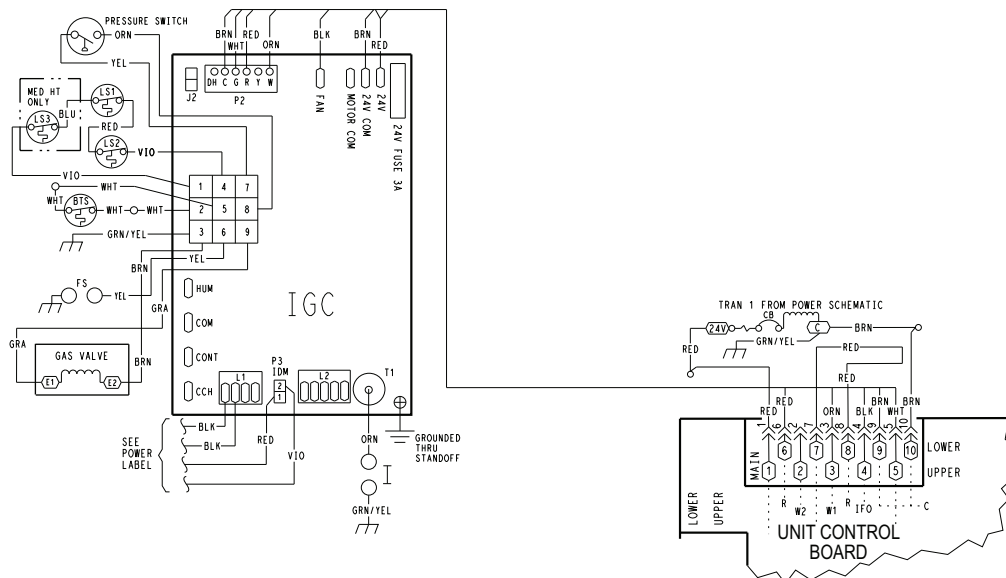 PRESSURE SWITCH
ORN
YEL
MED HT
ONLY
LS1
LS3
BLU
RED
LS2
VIO
VIO
WHT
WHT
BTS
WHT
WHT
GRN/YEL
YEL
BRN
FS
YEL
GRA
GRA
GAS VALVE
E1
E2
BRN
1 4 7
2 5 8
3 6 9
BRN
WHT
RED
ORN
BLK
BRN
RED
J2
DH C G R Y W
P2
FAN
MOTOR COM
24V COM
24V
24V FUSE 3A
IGC
HUM
COM
CONT
CCH
L1
P3
IDM
2
1
L2
T1
SEE
POWER
LABEL
BLK
BLK
RED
VIO
ORN
I
GRN/YEL
GROUNDED
THRU
STANDOFF
TRAN 1 FROM POWER SCHEMATIC
24V
CB
C
BRN
GRN/YEL
RED
RED
RED
RED
RED
ORN
BLK
BRN
WHT
BRN
1 6 2 7 3 8 4 9 5 10
MAIN
6 7 8 9 10
LOWER
1 2 3 4 5
UPPER
R
W2
W1
R
IFO
C
LOWER
UPPER
UNIT CONTROL
BOARD